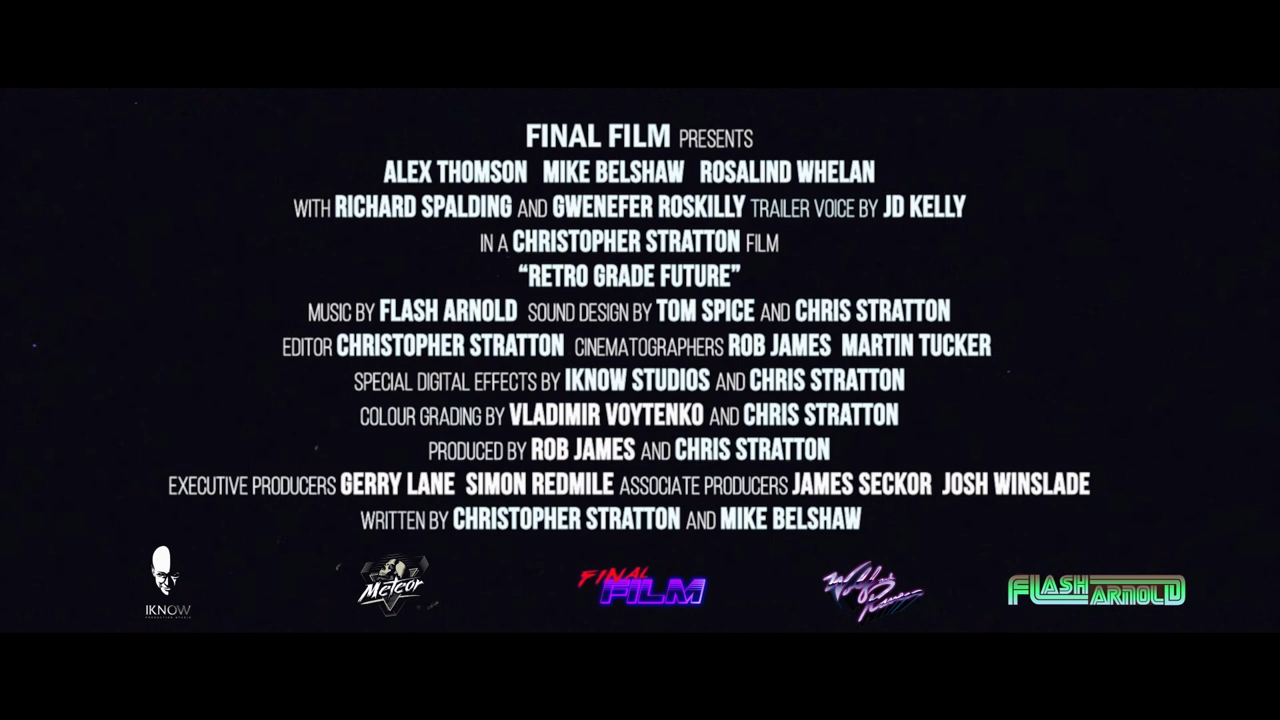 FINAL FILM PRESENTS
ALEX THOMSON MIKE BELSHAW ROSALIND WHELAN
WITH RICHARD SPALDING AND GWENEFER ROSKILLY TRAILER VOICE BY JD KELLY
IN A CHRISTOPHER STRATTON FILM
“RETRO GRADE FUTURE”
MUSIC BY FLASH ARNOLD SOUND DESIGN BY TOM SPICE AND CHRIS STRATTON
EDITOR CHRISTOPHER STRATTON CINEMATOGRAPHERS ROB JAMES MARTIN TUCKER
SPECIAL DIGITAL EFFECTS BY IKNOW STUDIOS AND CHRIS STRATTON
COLOUR GRADING BY VLADIMIR VOYTENKO AND CHRIS STRATTON
PRODUCED BY ROB JAMES AND CHRIS STRATTON
EXECUTIVE PRODUCERS GERRY LANE SIMON REDMILE ASSOCIATE PRODUCERS JAMES SECKOR JOSH WINSLADE
WRITTEN BY CHRISTOPHER STRATTON AND MIKE BELSHAW
IKNOW
Meteor
FINAL FILM
FLASH ARNOLD